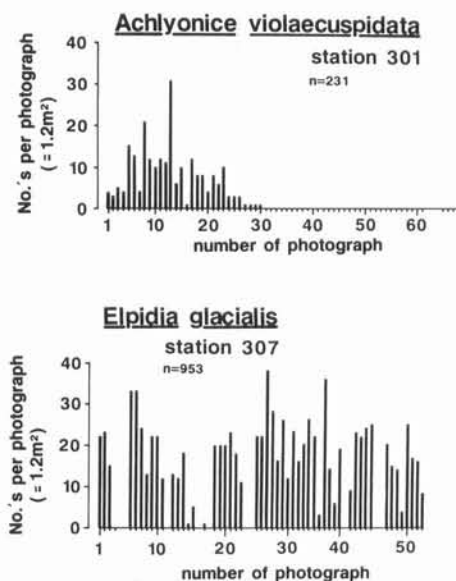 Achlyonice violaecuspidata
station 301
n=231
No.´s per photograph
( = 1.2m²)
40
30
20
10
0
1 10 20 30 40 50 60
number of photograph
Elpidia glacialis
station 307
n=953
No.´s per photograph
( = 1.2m²)
40
30
20
10
0
1 10 20 30 40 50
number of photograph